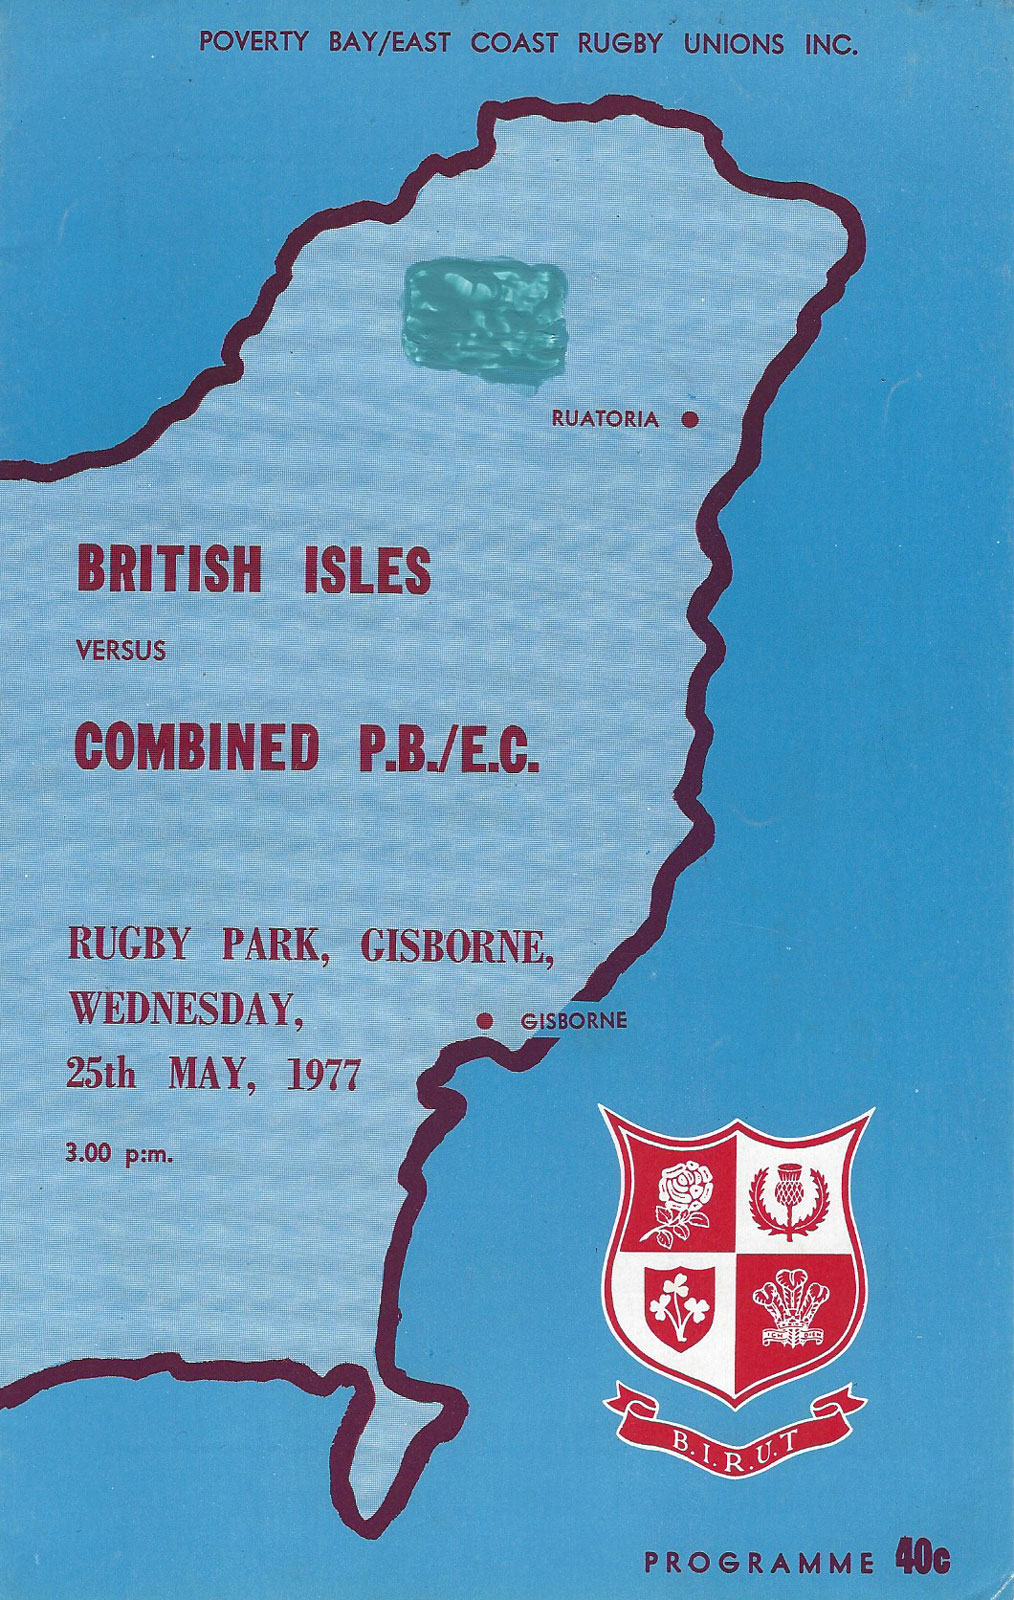 POVERTY BAY/EAST COAST RUGBY UNIONS INC.
RUATORIA
BRITISH ISLES
VERSUS
COMBINED P.B./E.C.
RUGBY PARK, GISBORNE,
WEDNESDAY,
25th MAY, 1977
3.00 p:m.
GISBORNE
B.I.R.U.T
PROGRAMME 40c